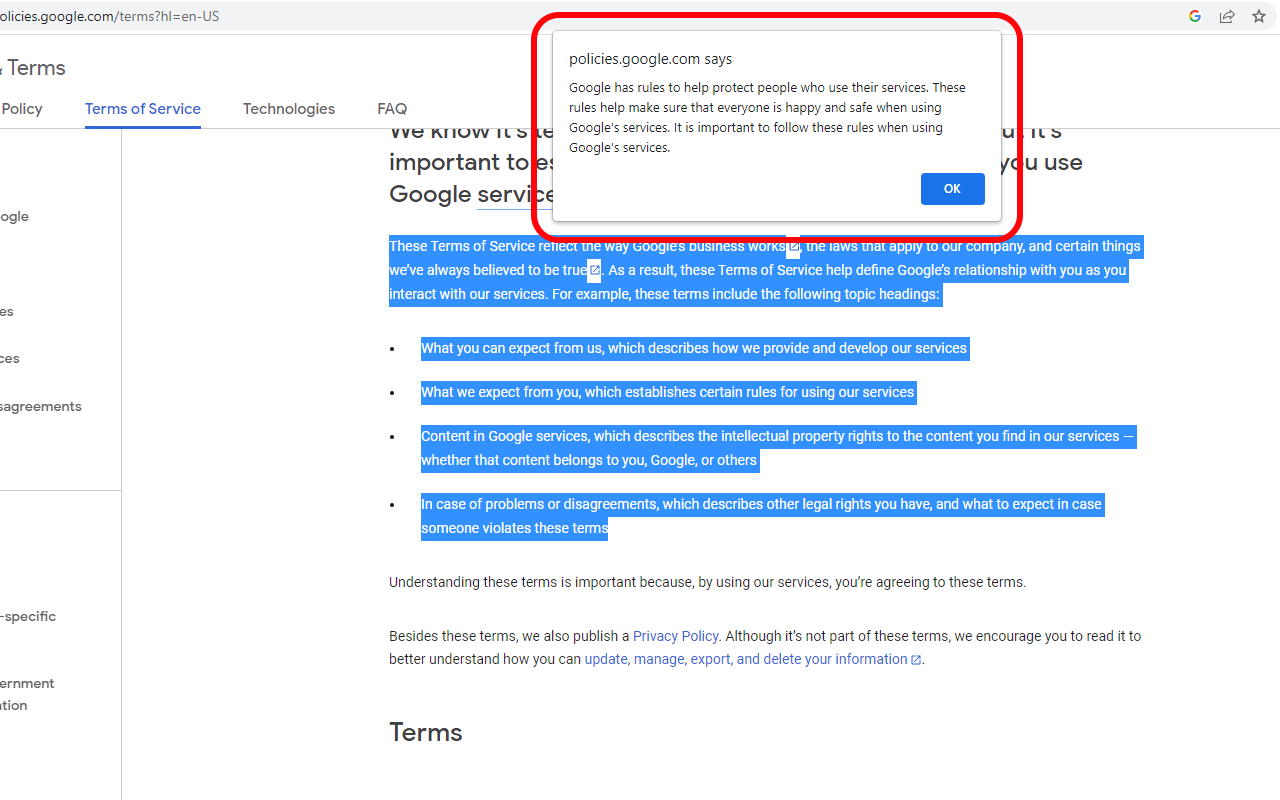 olicies.google.com/terms?hl=en-US
Terms
Policy
Terms of Service
Technologies
FAQ
policies.google.com says
Google has rules to help protect people who use their services. These
rules help make sure that everyone is happy and safe when using
Google's services. It is important to follow these rules when using
Google's services.
OK
We know it's te
ut it's
important to es
you use
Google service
ogle
es
ces
sagreements
-specific
ernment
ation
These Terms of Service reflect the way Google's business works, the laws that apply to our company, and certain things
we've always believed to be true. As a result, these Terms of Service help define Google's relationship with you as you
interact with our services. For example, these terms include the following topic headings:
• What you can expect from us, which describes how we provide and develop our services
• What we expect from you, which establishes certain rules for using our services
• Content in Google services, which describes the intellectual property rights to the content you find in our services —
whether that content belongs to you, Google, or others
• In case of problems or disagreements, which describes other legal rights you have, and what to expect in case
someone violates these terms
Understanding these terms is important because, by using our services, you're agreeing to these terms.
Besides these terms, we also publish a Privacy Policy. Although it's not part of these terms, we encourage you to read it to
better understand how you can update, manage, export, and delete your information.
Terms